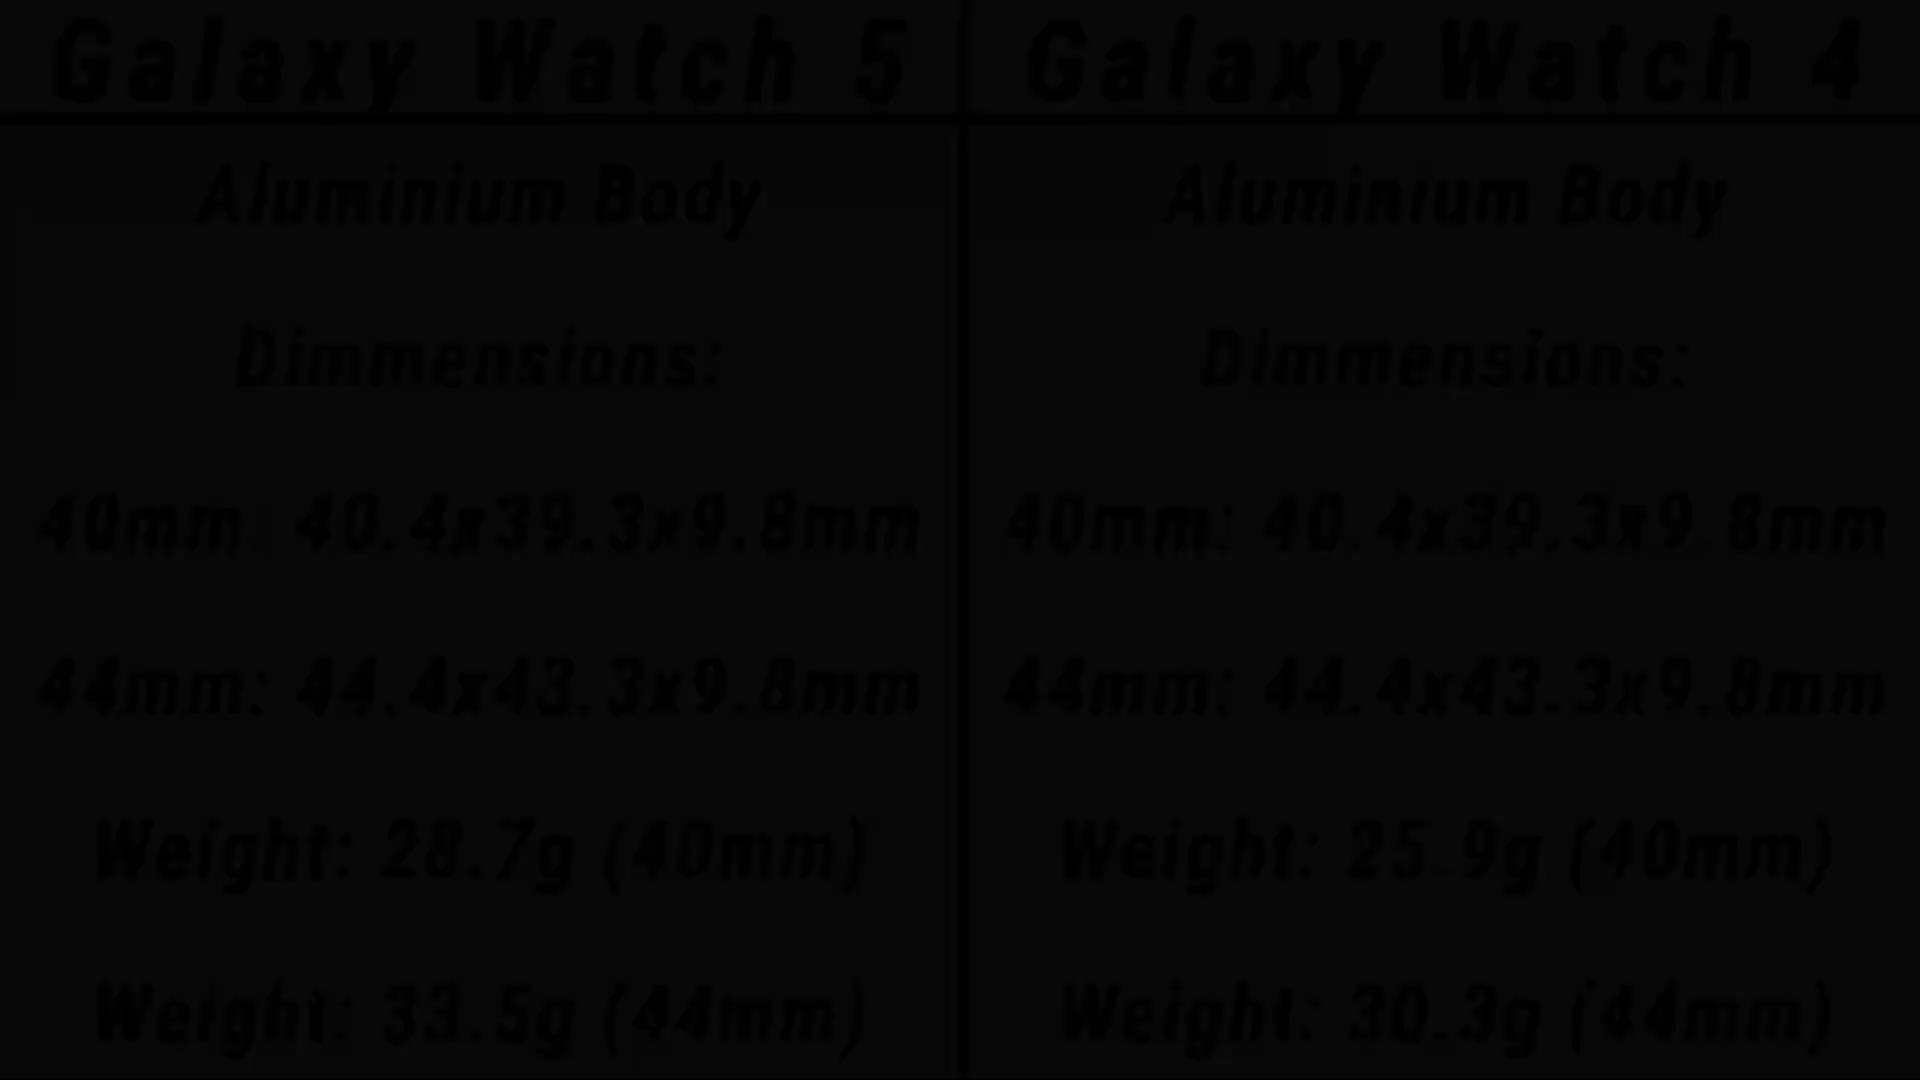 Galaxy Watch 5
Aluminium Body
Dimmensions:
40mm: 40.4x39.3x9.8mm
44mm: 44.4x43.3x9.8mm
Weight: 28.7g (40mm)
Weight: 33.5g (44mm)
Galaxy Watch 4
Aluminium Body
Dimmensions:
40mm: 40.4x39.3x9.8mm
44mm: 44.4x43.3x9.8mm
Weight: 25.9g (40mm)
Weight: 30.3g (44mm)